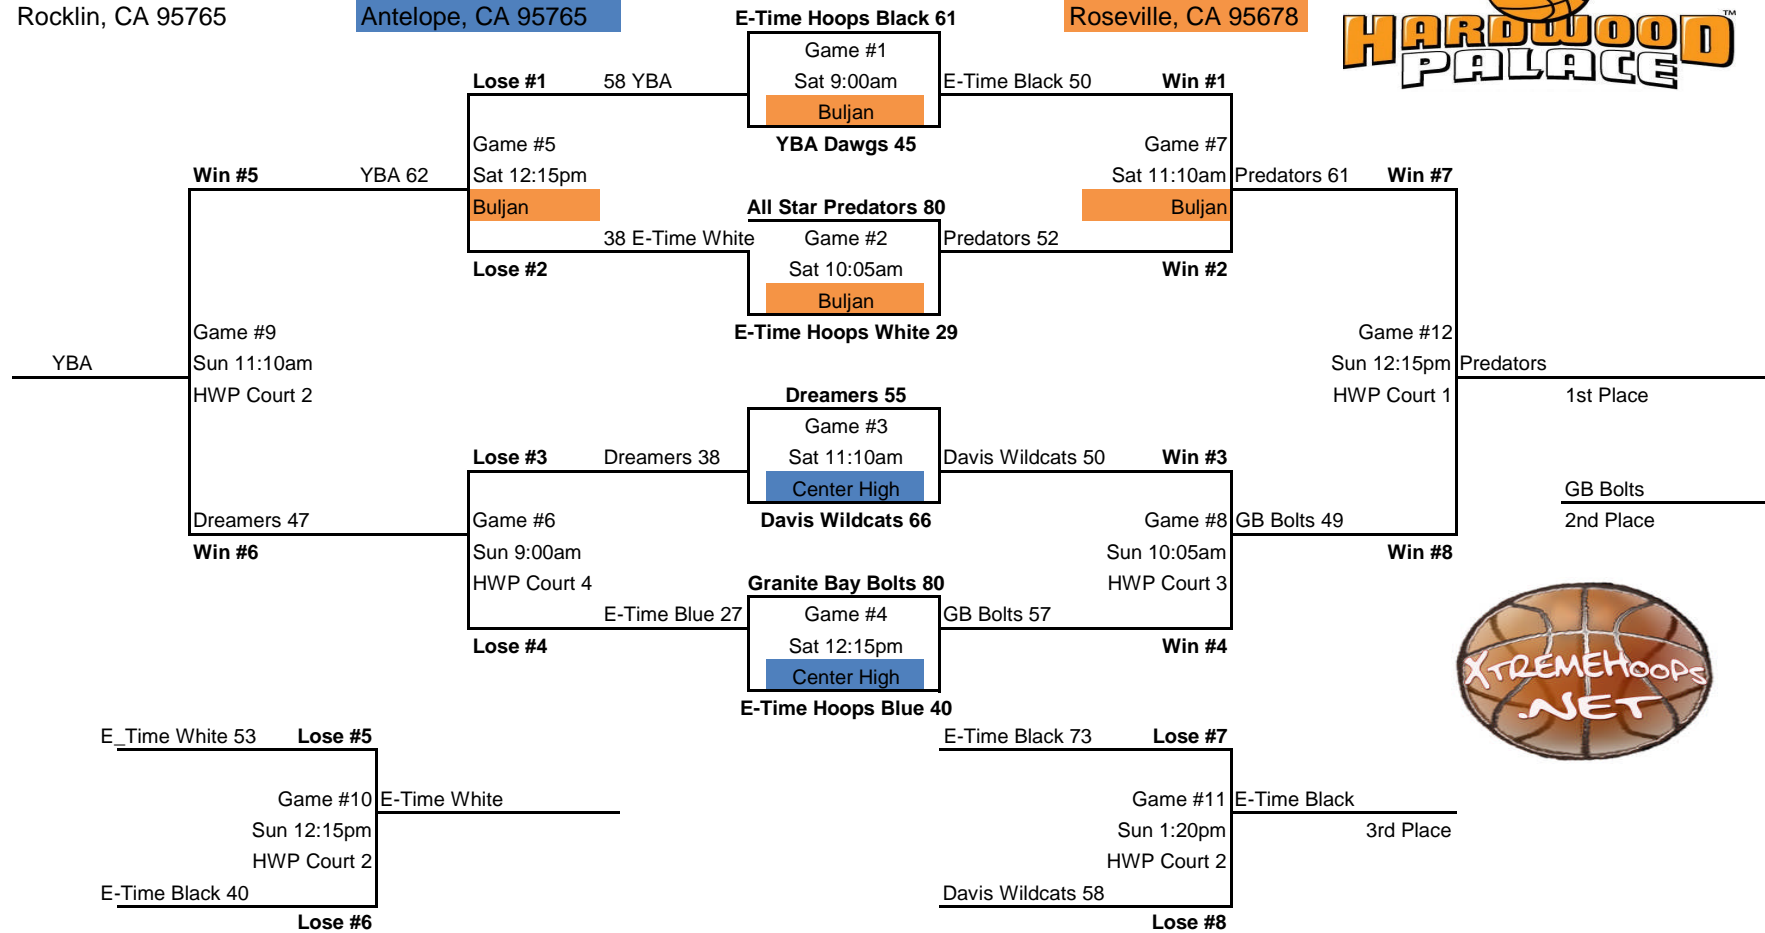 Rocklin, CA 95765
Antelope, CA 95765
E-Time Hoops Black 61
Roseville, CA 95678
HARDWOOD PALACE™
Game #1
Lose #1
58 YBA
Sat 9:00am
E-Time Black 50
Win #1
Buljan
Game #5
YBA Dawgs 45
Game #7
Win #5
YBA 62
Sat 12:15pm
Sat 11:10am
Predators 61
Win #7
Buljan
All Star Predators 80
Buljan
38 E-Time White
Game #2
Predators 52
Lose #2
Sat 10:05am
Win #2
Buljan
Game #9
E-Time Hoops White 29
Game #12
YBA
Sun 11:10am
Sun 12:15pm
Predators
HWP Court 2
Dreamers 55
HWP Court 1
1st Place
Game #3
Lose #3
Dreamers 38
Sat 11:10am
Davis Wildcats 50
Win #3
Center High
GB Bolts
Dreamers 47
Game #6
Davis Wildcats 66
Game #8
GB Bolts 49
2nd Place
Win #6
Sun 9:00am
Sun 10:05am
Win #8
HWP Court 4
Granite Bay Bolts 80
HWP Court 3
E-Time Blue 27
Game #4
GB Bolts 57
Lose #4
Sat 12:15pm
Win #4
XTREMEHOOPS
.NET
Center High
E-Time Hoops Blue 40
E_Time White 53
Lose #5
E-Time Black 73
Lose #7
Game #10
E-Time White
Game #11
E-Time Black
Sun 12:15pm
Sun 1:20pm
3rd Place
HWP Court 2
HWP Court 2
E-Time Black 40
Davis Wildcats 58
Lose #6
Lose #8